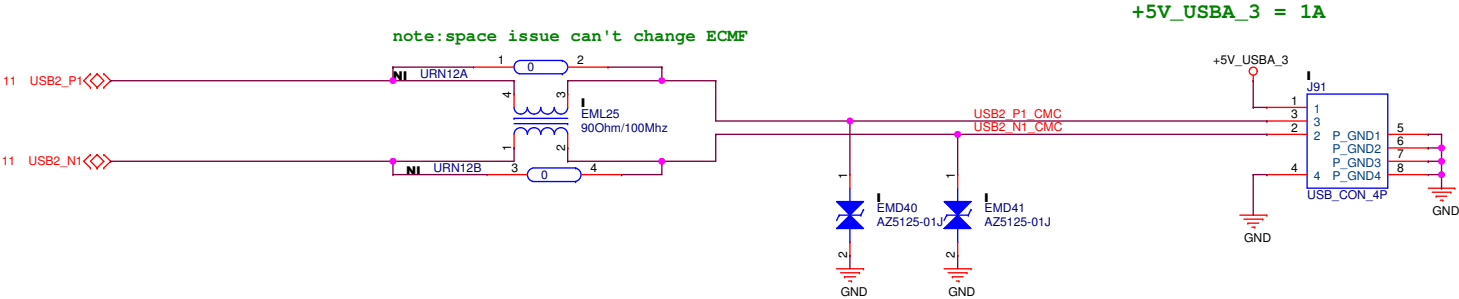 +5V_USBA_3 = 1A
note:space issue can't change ECMF
1 0 2
NI URN12A
11 USB2_P1
4 3
I
EML25
90Ohm/100Mhz
1 2
11 USB2_N1
NI URN12B 3 0 4
USB2_P1_CMC
USB2_N1_CMC
+5V_USBA_3
I
J91
1 1
3 3
2 2
4 4
P_GND1 5
P_GND2 6
P_GND3 7
P_GND4 8
USB_CON_4P
GND
GND
1
I
EMD40
AZ5125-01J
2
GND
1
I
EMD41
AZ5125-01J
2
GND